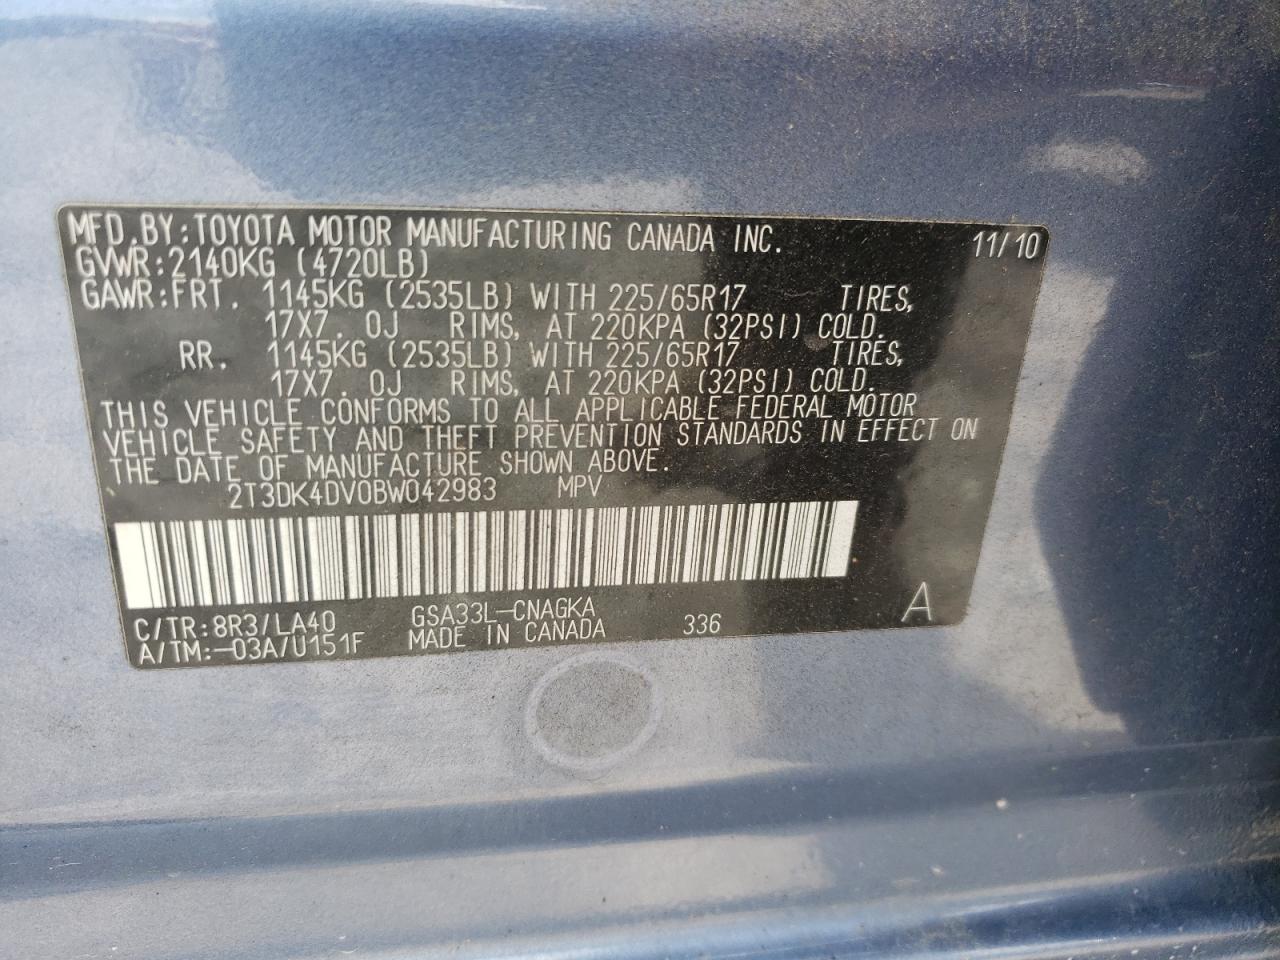 MFD.BY:TOYOTA MOTOR MANUFACTURING CANADA INC. 11/10
GVWR:2140KG (4720LB)
GAWR:FRT. 1145KG (2535LB) WITH 225/65R17 TIRES,
17X7.0J RIMS, AT 220KPA (32PSI) COLD.
RR. 1145KG (2535LB) WITH 225/65R17 TIRES,
17X7.0J RIMS, AT 220KPA (32PSI) COLD.
THIS VEHICLE CONFORMS TO ALL APPLICABLE FEDERAL MOTOR
VEHICLE SAFETY AND THEFT PREVENTION STANDARDS IN EFFECT ON
THE DATE OF MANUFACTURE SHOWN ABOVE.
2T3DK4DV0BW042983 MPV
C/TR:8R3/LA40 GSA33L-CNAGKA
A/TM:-03A/U151F MADE IN CANADA 336 A